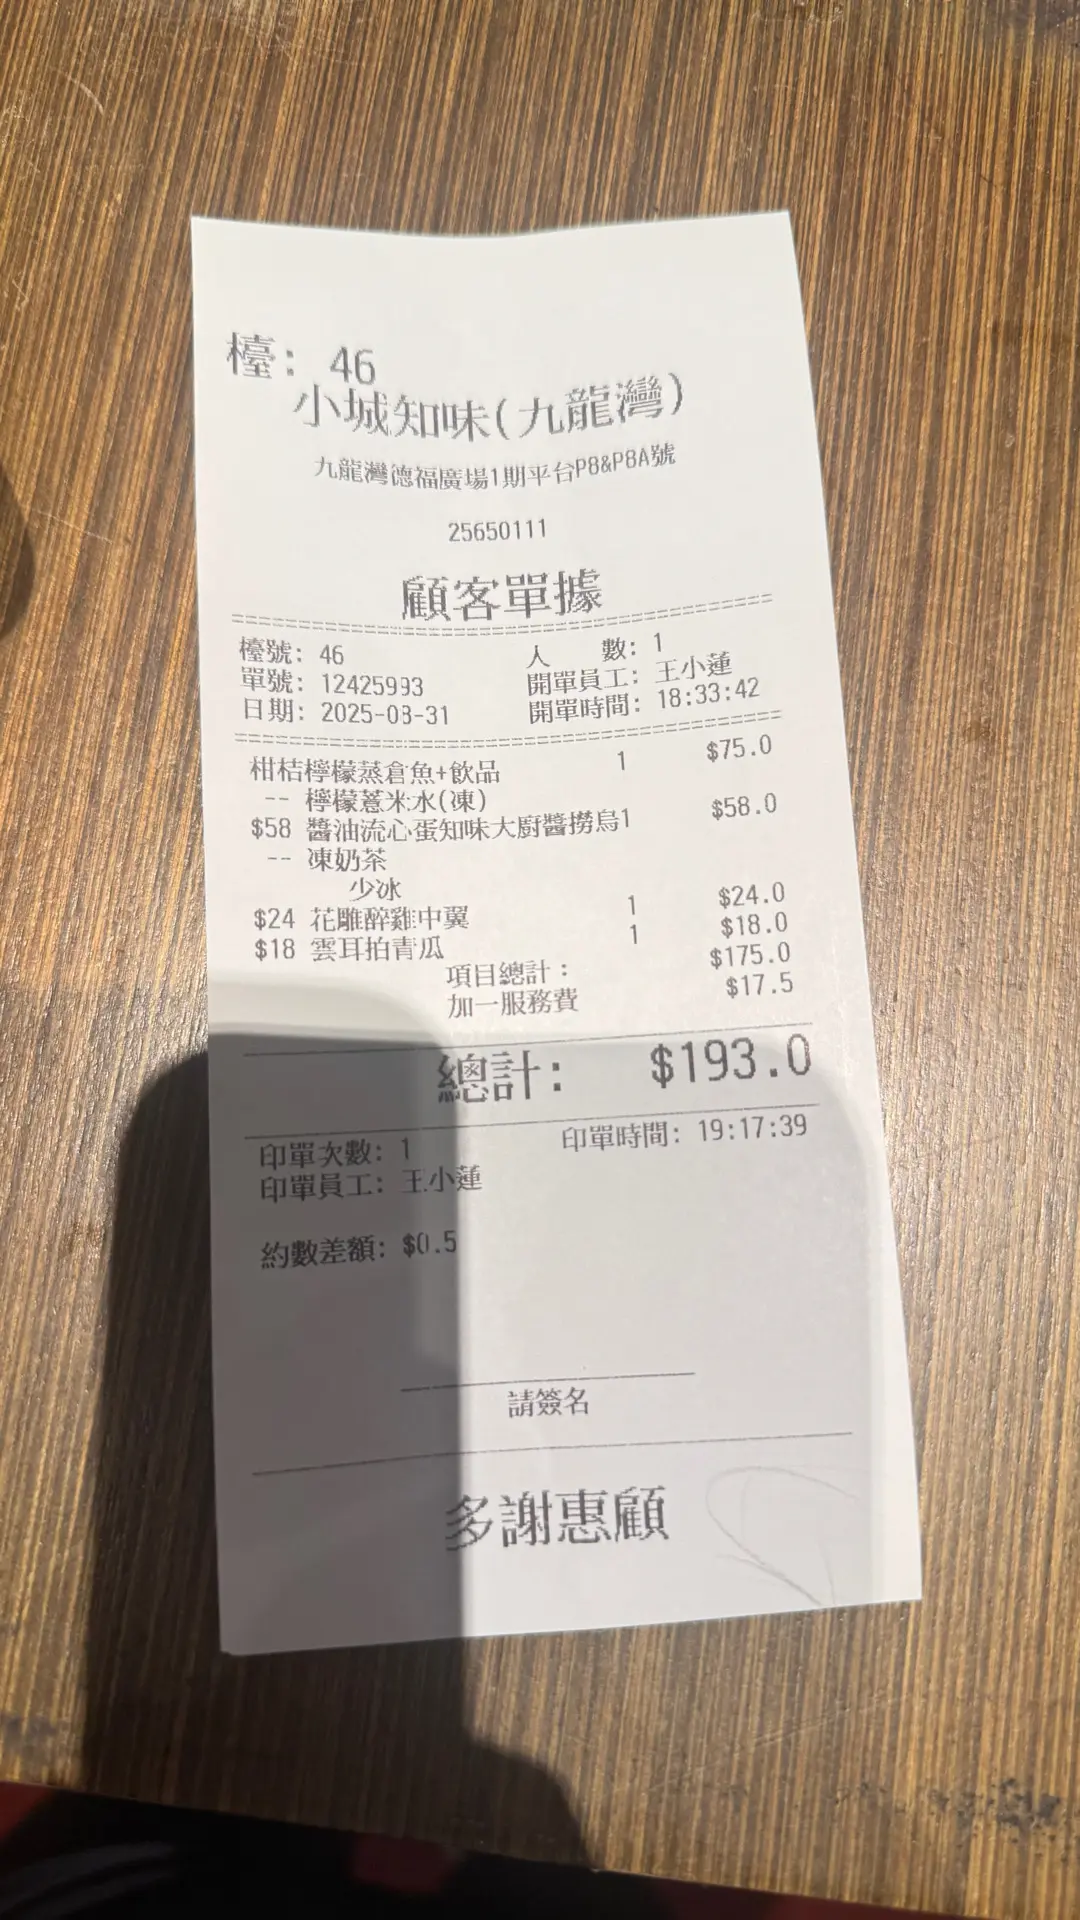 檯: 46
小城知味(九龍灣)
九龍灣德福廣場1期平台P8&P8A號
25650111
顧客單據
檯號: 46 人 數: 1
單號: 12425993 開單員工: 王小蓮
日期: 2025-08-31 開單時間: 18:33:42
柑桔檸檬蒸倉魚+飲品 1 $75.0
-- 檸檬薏米水(凍)
$58 醬油流心蛋知味大廚醬撈烏1 $58.0
-- 凍奶茶
少冰
$24 花雕醉雞中翼 1 $24.0
$18 雲耳拍青瓜 1 $18.0
項目總計: $175.0
加一服務費 $17.5
總計: $193.0
印單次數: 1 印單時間: 19:17:39
印單員工: 王小蓮
約數差額: $0.5
請簽名
多謝惠顧